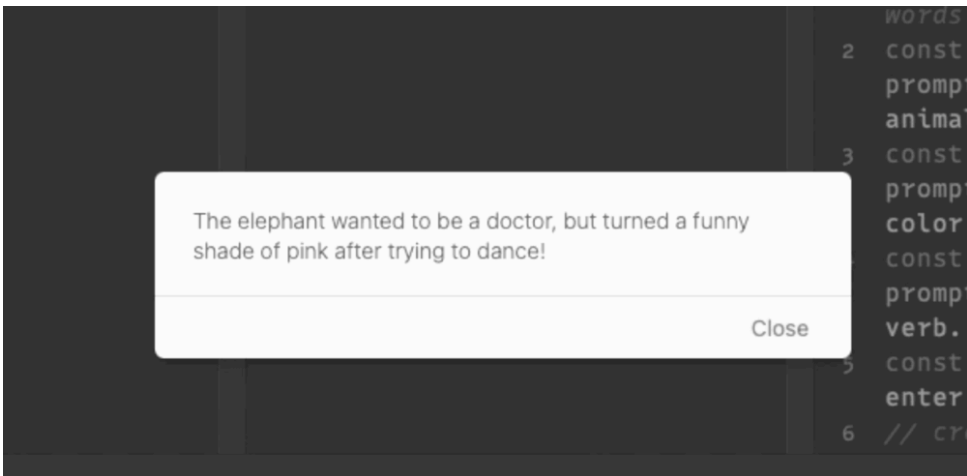 The elephant wanted to be a doctor, but turned a funny
shade of pink after trying to dance!
Close
words
2 const
promp
anima
3 const
promp
color
const
promp
verb.
5 const
enter
6 // cr